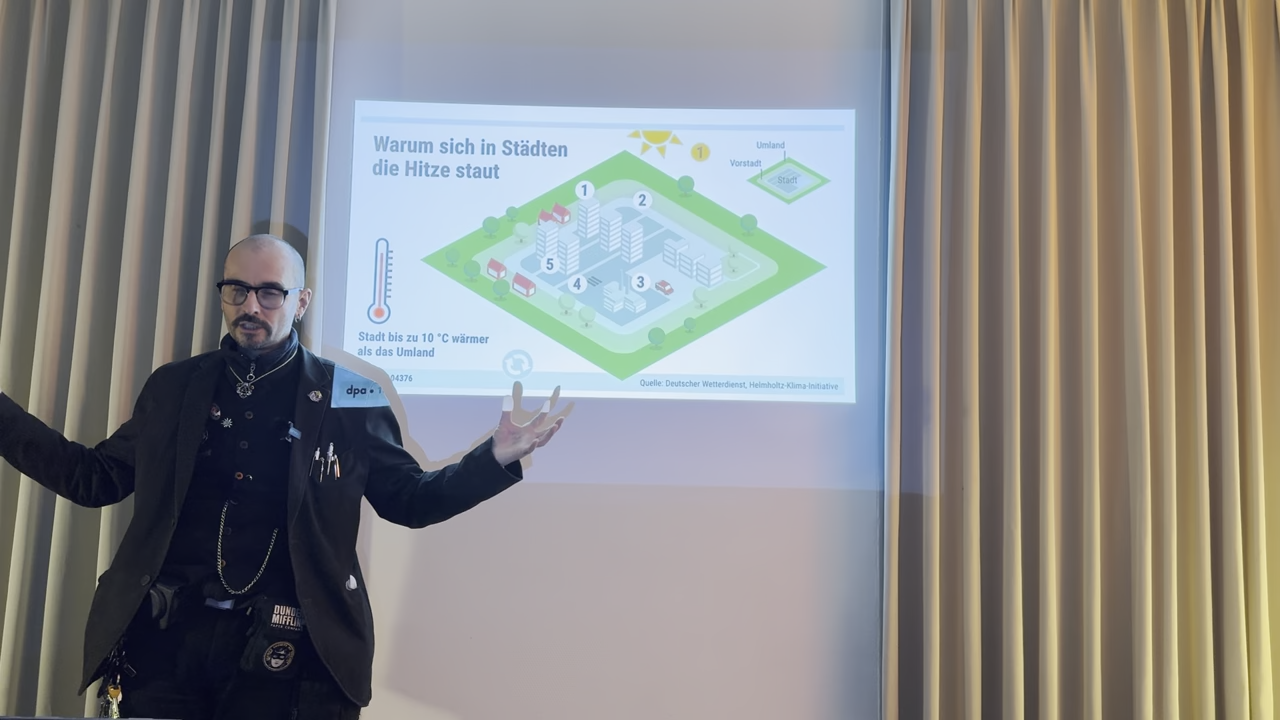 Warum sich in Städten
die Hitze staut
1
Umland
Vorstadt
Stadt
1
2
5
4
3
Stadt bis zu 10 °C wärmer
als das Umland
04376
dpa•
Quelle: Deutscher Wetterdienst, Helmholtz-Klima-Initiative
DUNDE
MIFFLIN